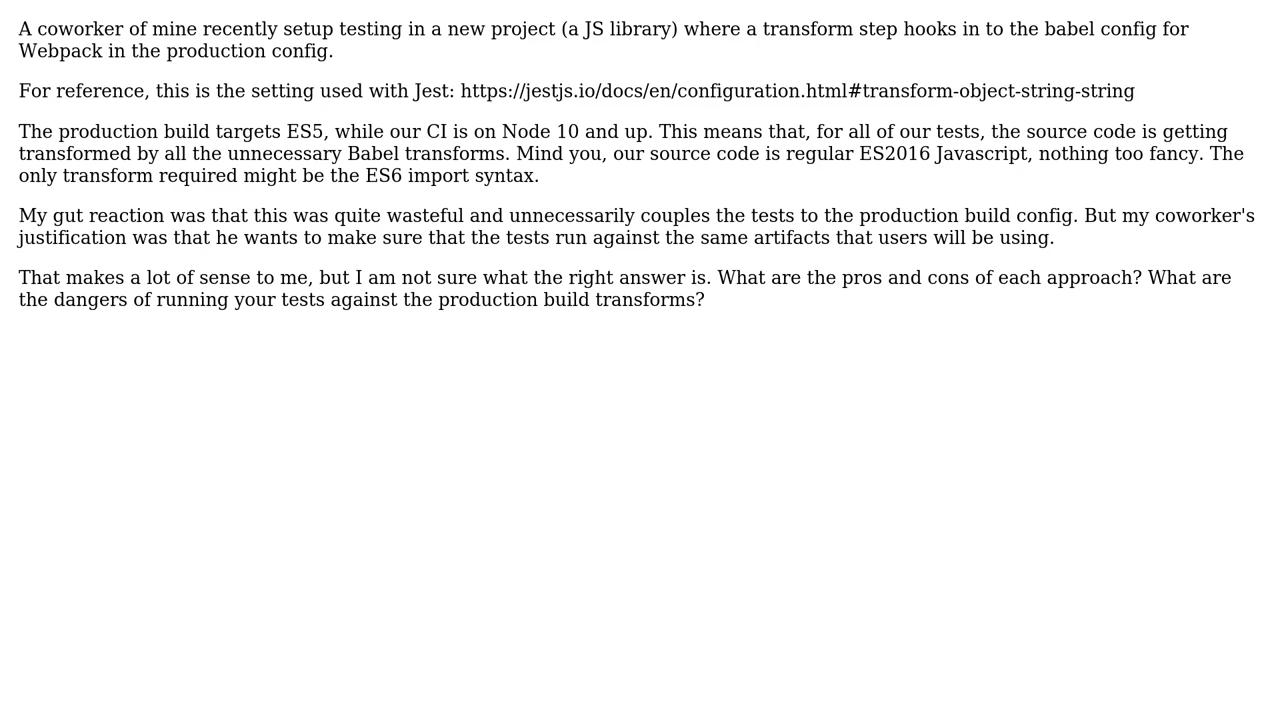 A coworker of mine recently setup testing in a new project (a JS library) where a transform step hooks in to the babel config for
Webpack in the production config.
For reference, this is the setting used with Jest: https://jestjs.io/docs/en/configuration.html#transform-object-string-string
The production build targets ES5, while our CI is on Node 10 and up. This means that, for all of our tests, the source code is getting
transformed by all the unnecessary Babel transforms. Mind you, our source code is regular ES2016 Javascript, nothing too fancy. The
only transform required might be the ES6 import syntax.
My gut reaction was that this was quite wasteful and unnecessarily couples the tests to the production build config. But my coworker's
justification was that he wants to make sure that the tests run against the same artifacts that users will be using.
That makes a lot of sense to me, but I am not sure what the right answer is. What are the pros and cons of each approach? What are
the dangers of running your tests against the production build transforms?